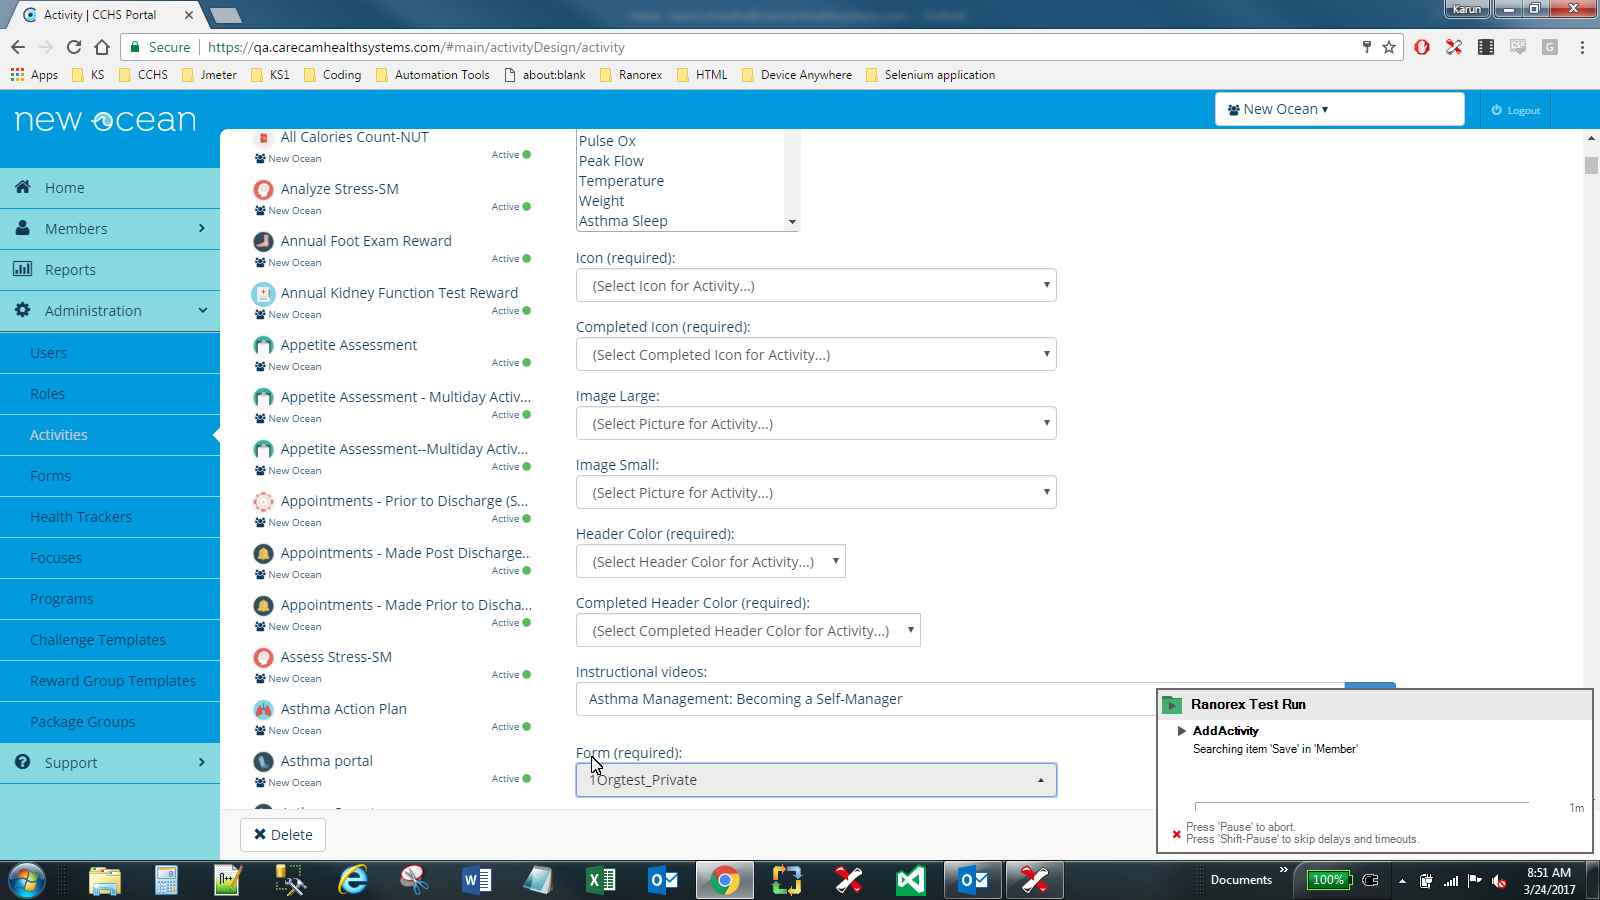 Activity | CCHS Portal
Karun
Secure
https://qa.carecamhealthsystems.com/#main/activityDesign/activity
Apps
KS
CCHS
Jmeter
KS1
Coding
Automation Tools
about:blank
Ranorex
HTML
Device Anywhere
Selenium application
new ocean
New Ocean
Logout
Home
Members
Reports
Administration
Users
Roles
Activities
Forms
Health Trackers
Focuses
Programs
Challenge Templates
Reward Group Templates
Package Groups
Support
All Calories Count-NUT
New Ocean
Active
Analyze Stress-SM
New Ocean
Active
Annual Foot Exam Reward
New Ocean
Active
Annual Kidney Function Test Reward
New Ocean
Active
Appetite Assessment
New Ocean
Active
Appetite Assessment - Multiday Activ...
New Ocean
Active
Appetite Assessment--Multiday Activ...
New Ocean
Active
Appointments - Prior to Discharge (S...
New Ocean
Active
Appointments - Made Post Discharge...
New Ocean
Active
Appointments - Made Prior to Discha...
New Ocean
Active
Assess Stress-SM
New Ocean
Active
Asthma Action Plan
New Ocean
Active
Asthma portal
New Ocean
Active
Delete
Pulse Ox
Peak Flow
Temperature
Weight
Asthma Sleep
Icon (required):
(Select Icon for Activity...)
Completed Icon (required):
(Select Completed Icon for Activity...)
Image Large:
(Select Picture for Activity...)
Image Small:
(Select Picture for Activity...)
Header Color (required):
(Select Header Color for Activity...)
Completed Header Color (required):
(Select Completed Header Color for Activity...)
Instructional videos:
Asthma Management: Becoming a Self-Manager
Form (required):
1Orgtest_Private
Ranorex Test Run
AddActivity
Searching item 'Save' in 'Member'
1m
Press 'Pause' to abort.
Press 'Shift-Pause' to skip delays and timeouts.
Documents
100%
8:51 AM
3/24/2017